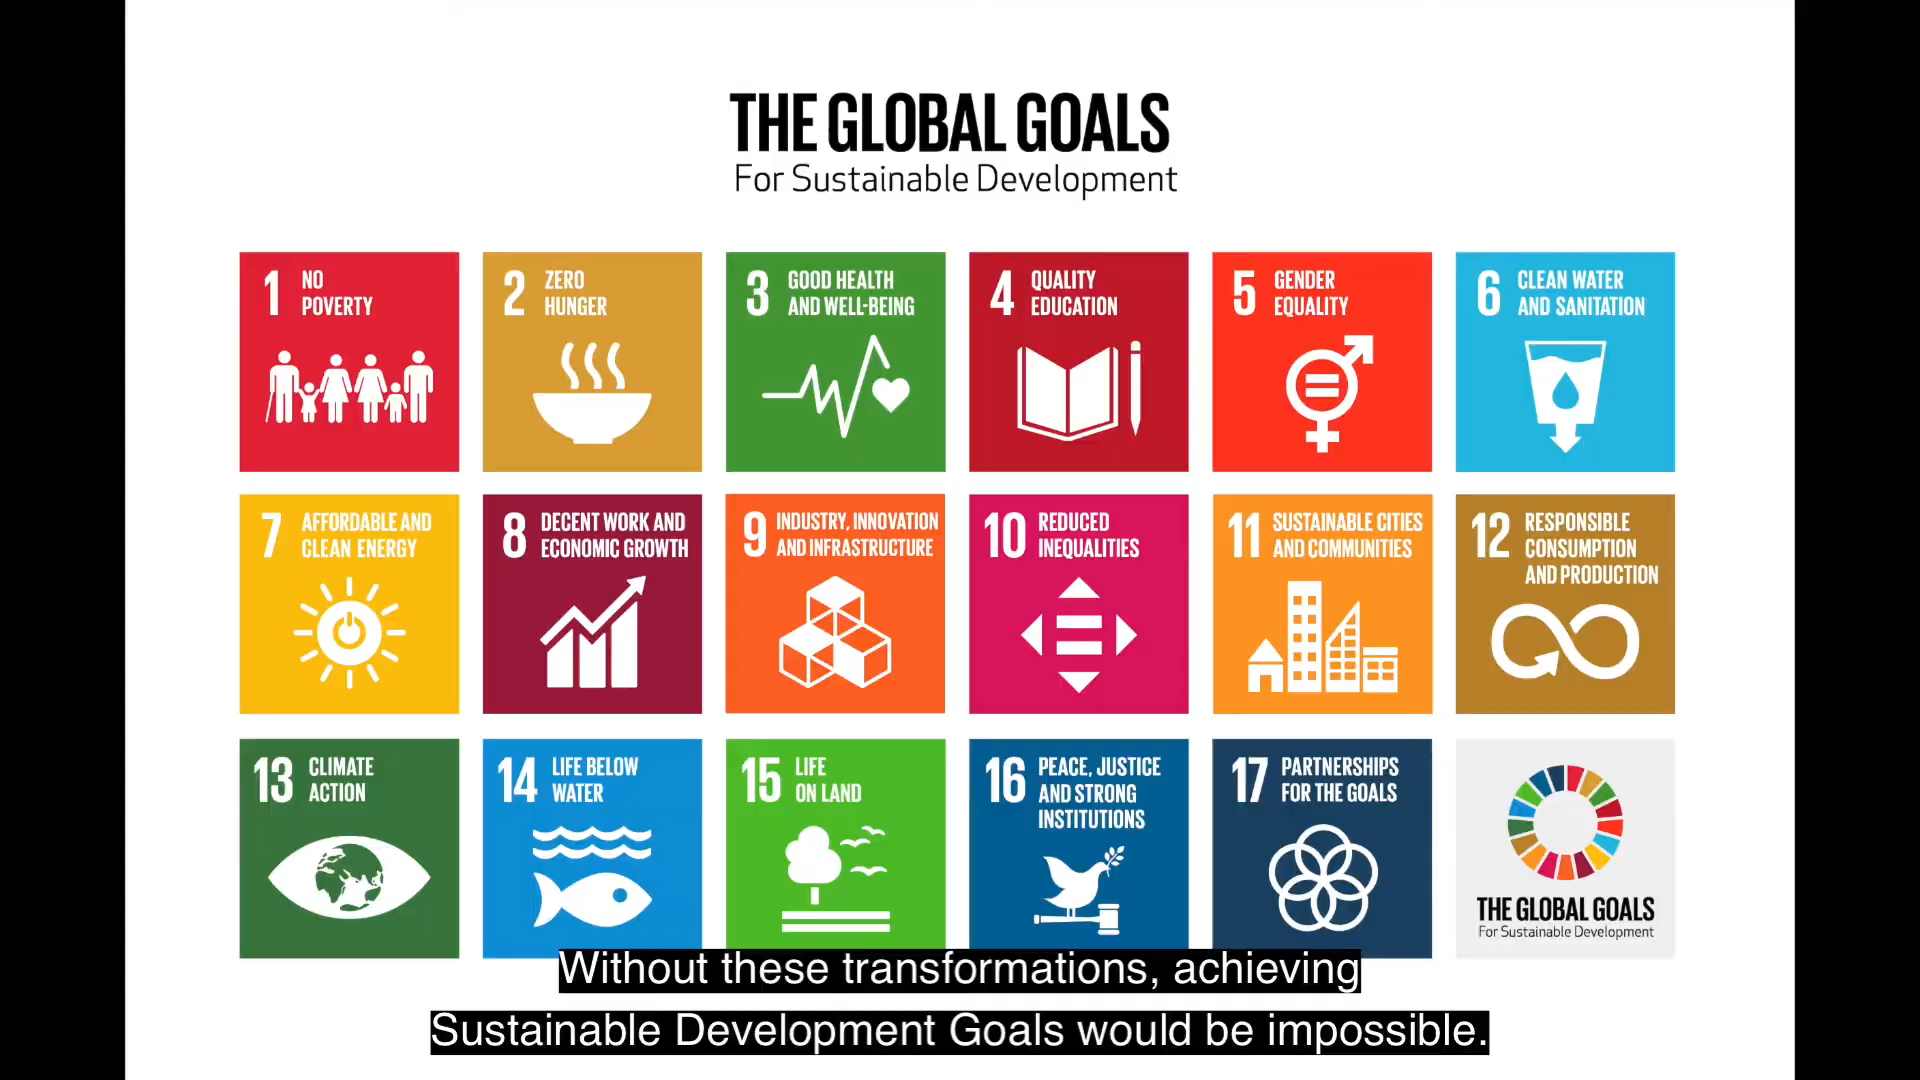 THE GLOBAL GOALS
For Sustainable Development
1 NO
POVERTY
2 ZERO
HUNGER
3 GOOD HEALTH
AND WELL-BEING
4 QUALITY
EDUCATION
5 GENDER
EQUALITY
6 CLEAN WATER
AND SANITATION
7 AFFORDABLE AND
CLEAN ENERGY
8 DECENT WORK AND
ECONOMIC GROWTH
9 INDUSTRY, INNOVATION
AND INFRASTRUCTURE
10 REDUCED
INEQUALITIES
11 SUSTAINABLE CITIES
AND COMMUNITIES
12 RESPONSIBLE
CONSUMPTION
AND PRODUCTION
13 CLIMATE
ACTION
14 LIFE BELOW
WATER
15 LIFE
ON LAND
16 PEACE, JUSTICE
AND STRONG
INSTITUTIONS
17 PARTNERSHIPS
FOR THE GOALS
THE GLOBAL GOALS
For Sustainable Development
Without these transformations, achieving
Sustainable Development Goals would be impossible.